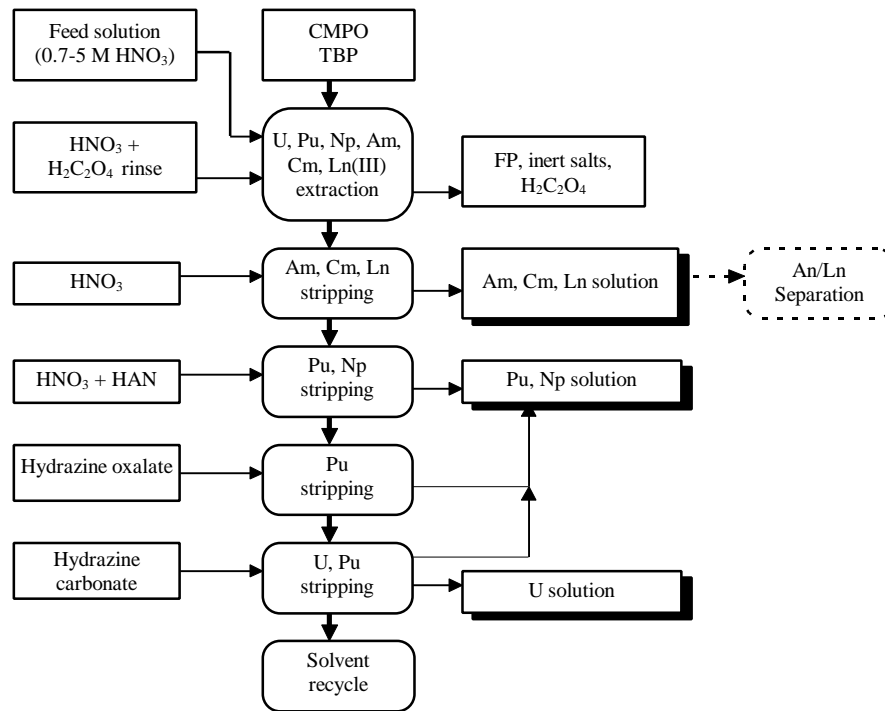 Feed solution
(0.7-5 M HNO₃)
CMPO
TBP
HNO₃ +
H₂C₂O₄ rinse
U, Pu, Np, Am,
Cm, Ln(III)
extraction
FP, inert salts,
H₂C₂O₄
HNO₃
Am, Cm, Ln
stripping
Am, Cm, Ln solution
An/Ln
Separation
HNO₃ + HAN
Pu, Np
stripping
Pu, Np solution
Hydrazine oxalate
Pu
stripping
Hydrazine
carbonate
U, Pu
stripping
U solution
Solvent
recycle